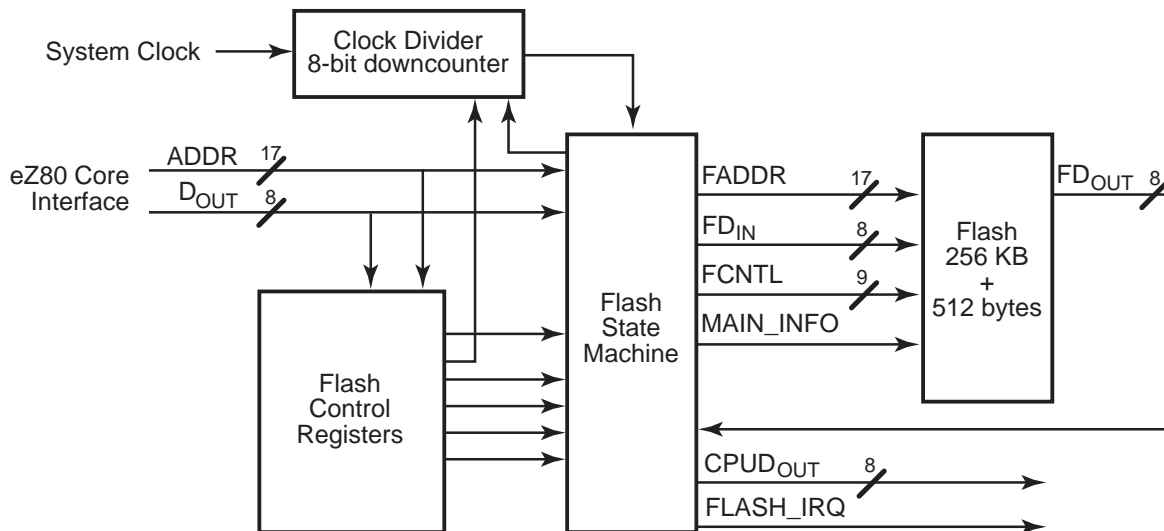 System Clock
Clock Divider
8-bit downcounter
eZ80 Core
Interface
ADDR
17
DOUT
8
Flash
Control
Registers
Flash
State
Machine
FADDR
17
FDIN
8
FCNTL
9
MAIN_INFO
Flash
256 KB
+
512 bytes
FDOUT
8
CPUDOUT
8
FLASH_IRQ